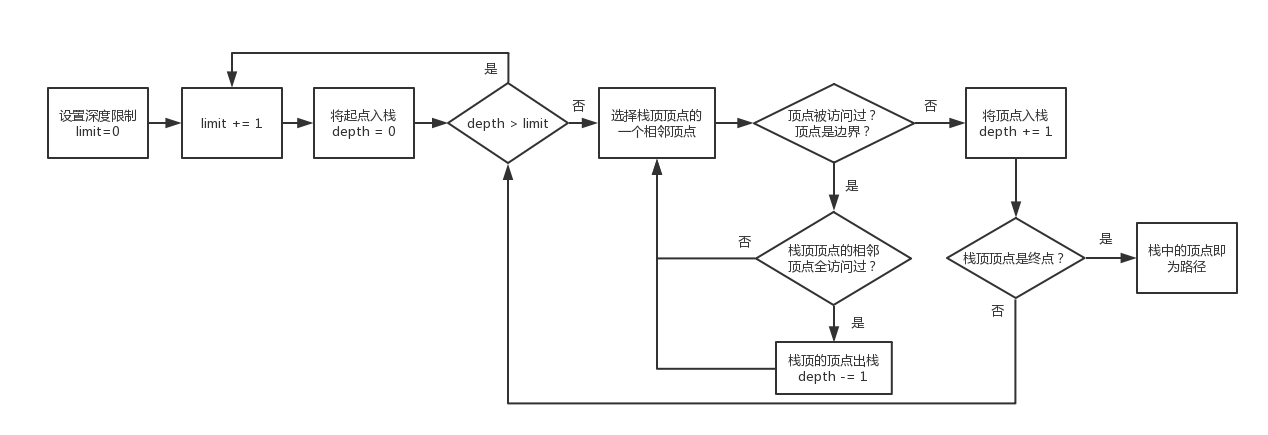 设置深度限制
limit=0
limit += 1
将起点入栈
depth = 0
是
depth > limit
否
选择栈顶顶点的
一个相邻顶点
顶点被访问过？
顶点是边界？
否
将顶点入栈
depth += 1
是
栈顶顶点的相邻
顶点全访问过？
否
是
栈顶的顶点出栈
depth -= 1
栈顶顶点是终点？
是
栈中的顶点即
为路径
否